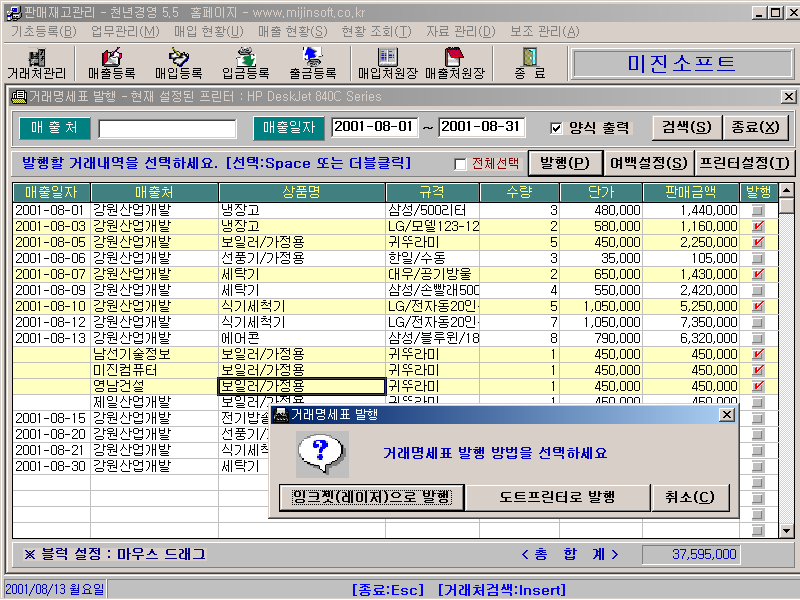 판매재고관리 - 천년경영 5,5 홈페이지 - www.mijinsoft.co.kr
기초등록(B) 업무관리(M) 매입 현황(U) 매출 현황(S) 현황 조회(T) 자료 관리(D) 보조 관리(A)
거래처관리 매출등록 매입등록 입금등록 출금등록 매입처원장 매출처원장 종 료 미진소프트
거래명세표 발행 - 현재 설정된 프린터 : HP DeskJet 840C Series
매 출 처 매출일자 2001-08-01 ~ 2001-08-31 양식 출력 검색(S) 종료(X)
발행할 거래내역을 선택하세요. [선택:Space 또는 더블클릭] 전체선택 발행(P) 여백설정(S) 프린터설정(T)
매출일자 매출처 상품명 규격 수량 단가 판매금액 발행
2001-08-01 강원산업개발 냉장고 삼성/500리터 3 480,000 1,440,000
2001-08-03 강원산업개발 냉장고 LG/모델123-12 2 580,000 1,160,000
2001-08-05 강원산업개발 보일러/가정용 귀뚜라미 5 450,000 2,250,000
2001-08-06 강원산업개발 선풍기/가정용 한일/수동 3 35,000 105,000
2001-08-07 강원산업개발 세탁기 대우/공기방울 2 650,000 1,430,000
2001-08-09 강원산업개발 세탁기 삼성/손빨래500 4 550,000 2,420,000
2001-08-10 강원산업개발 식기세척기 LG/전자동20인 5 1,050,000 5,250,000
2001-08-12 강원산업개발 식기세척기 LG/전자동20인 7 1,050,000 7,350,000
2001-08-13 강원산업개발 에어콘 삼성/블루윈/18 8 790,000 6,320,000
남선기술정보 보일러/가정용 귀뚜라미 1 450,000 450,000
미진컴퓨터 보일러/가정용 귀뚜라미 1 450,000 450,000
영남건설 보일러/가정용 귀뚜라미 1 450,000 450,000
제일산업개발 보일러/가정용 귀뚜라미 1 450,000 450,000
2001-08-15 강원산업개발 전기밥솥
2001-08-20 강원산업개발 선풍기/
2001-08-21 강원산업개발 식기세척
2001-08-30 강원산업개발 세탁기
거래명세표 발행
거래명세표 발행 방법을 선택하세요
잉크젯(레이저)으로 발행 도트프린터로 발행 취소(C)
※ 블럭 설정 : 마우스 드래그 < 총 합 계 > 37,595,000
2001/08/13 월요일 [종료:Esc] [거래처검색:Insert]